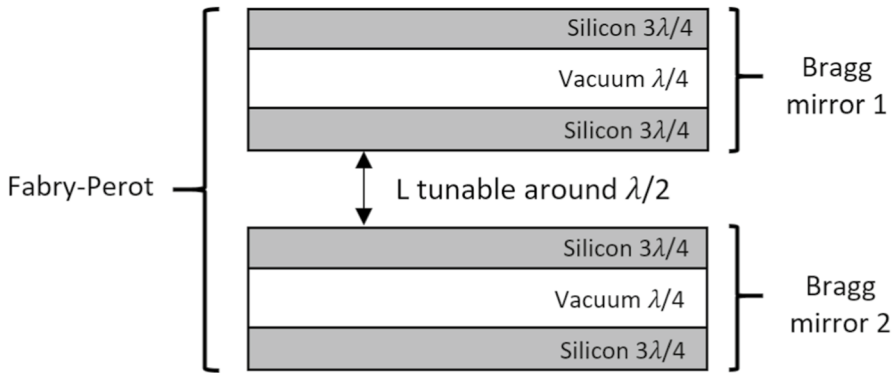 Silicon 3λ/4
Vacuum λ/4
Silicon 3λ/4
Bragg
mirror 1
Fabry-Perot
L tunable around λ/2
Silicon 3λ/4
Vacuum λ/4
Silicon 3λ/4
Bragg
mirror 2